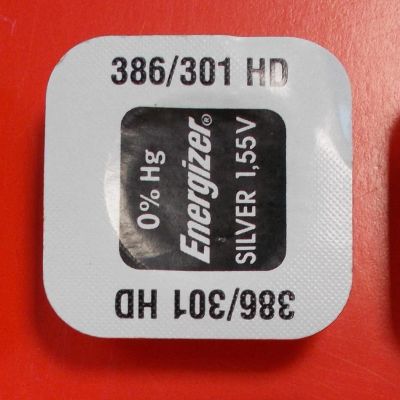 386/301 HD
0% Hg
Energizer®
SILVER 1,55V
386/301 HD